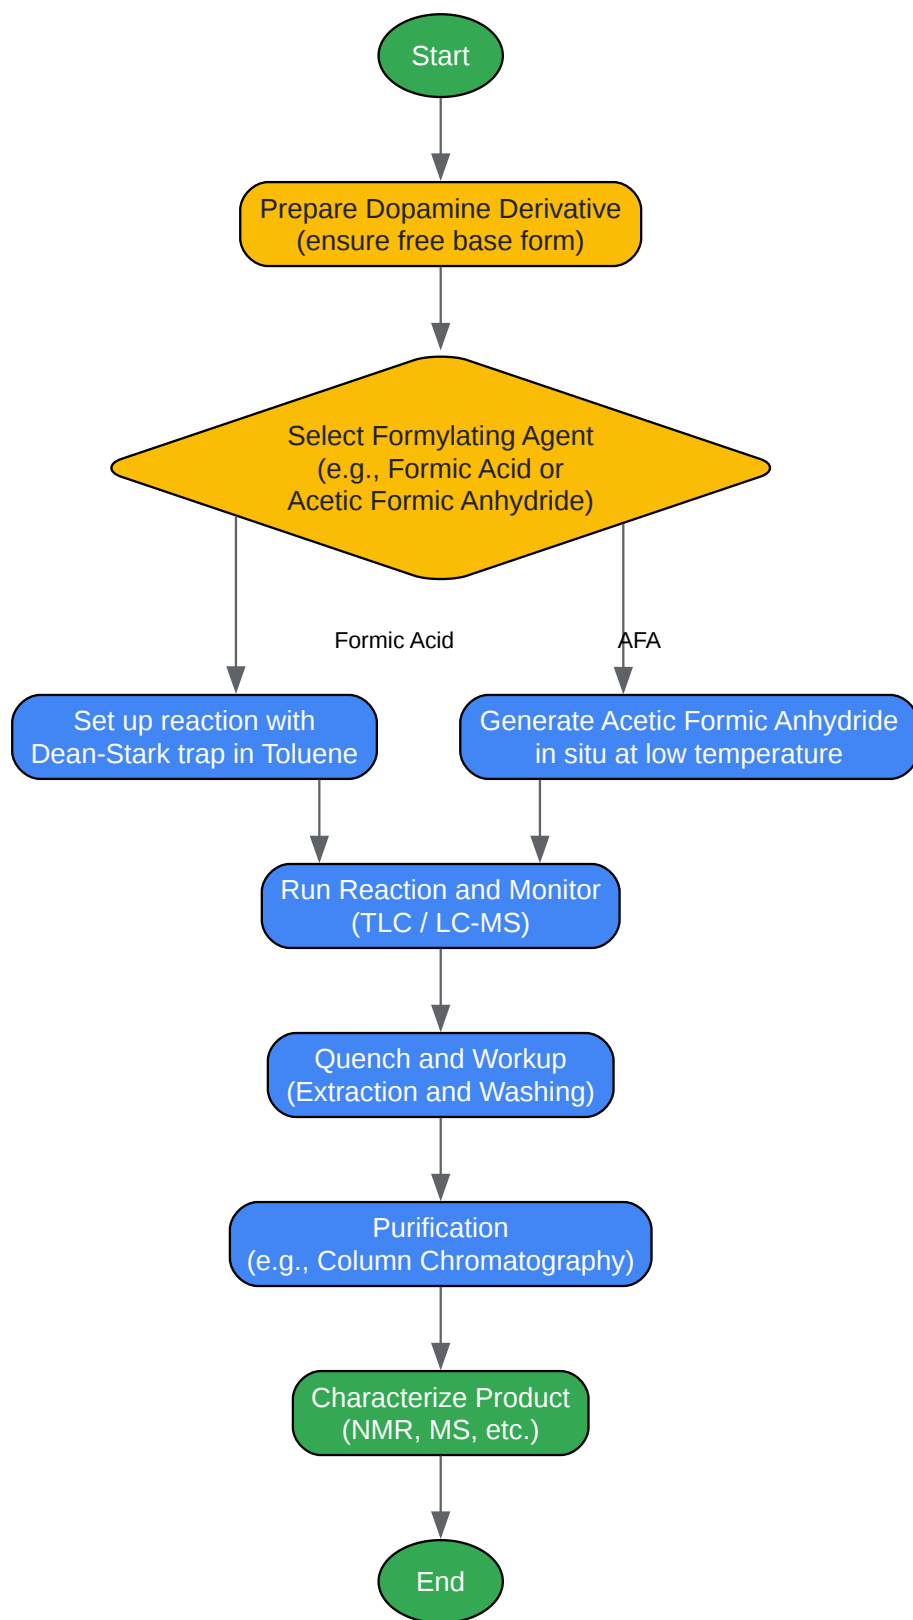 Start
Prepare Dopamine Derivative
(ensure free base form)
Select Formylating Agent
(e.g., Formic Acid or
Acetic Formic Anhydride)
Formic Acid
AFA
Set up reaction with
Dean-Stark trap in Toluene
Generate Acetic Formic Anhydride
in situ at low temperature
Run Reaction and Monitor
(TLC / LC-MS)
Quench and Workup
(Extraction and Washing)
Purification
(e.g., Column Chromatography)
Characterize Product
(NMR, MS, etc.)
End